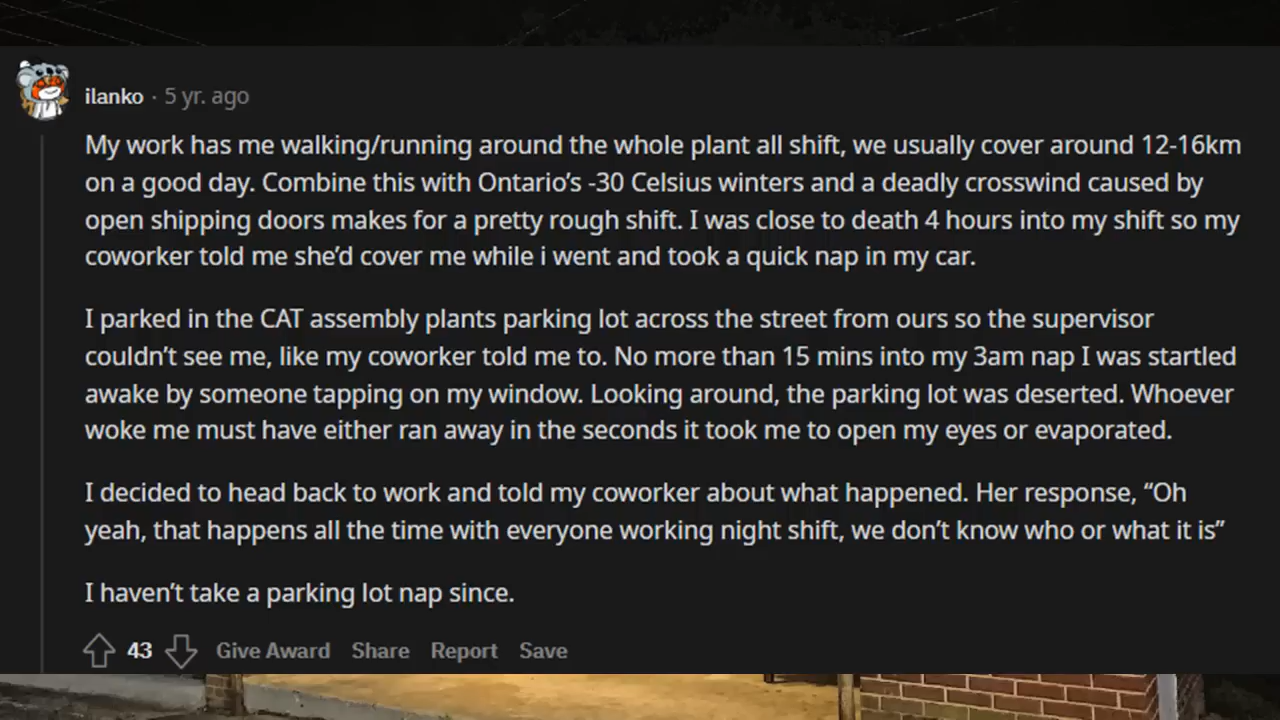 ilanko · 5 yr. ago
My work has me walking/running around the whole plant all shift, we usually cover around 12-16km
on a good day. Combine this with Ontario’s -30 Celsius winters and a deadly crosswind caused by
open shipping doors makes for a pretty rough shift. I was close to death 4 hours into my shift so my
coworker told me she’d cover me while i went and took a quick nap in my car.
I parked in the CAT assembly plants parking lot across the street from ours so the supervisor
couldn’t see me, like my coworker told me to. No more than 15 mins into my 3am nap I was startled
awake by someone tapping on my window. Looking around, the parking lot was deserted. Whoever
woke me must have either ran away in the seconds it took me to open my eyes or evaporated.
I decided to head back to work and told my coworker about what happened. Her response, “Oh
yeah, that happens all the time with everyone working night shift, we don’t know who or what it is”
I haven’t take a parking lot nap since.
43 Give Award Share Report Save